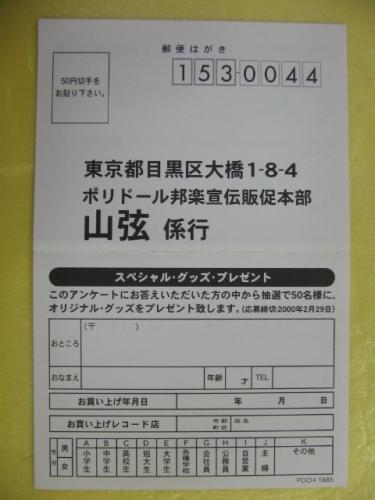 郵便はがき
50円切手を
お貼り下さい。
153-0044
東京都目黒区大橋1-8-4
ポリドール邦楽宣伝販促本部
山弦 係行
スペシャル・グッズ・プレゼント
このアンケートにお答えいただいた方の中から抽選で50名様に、
オリジナル・グッズをプレゼント致します。(応募締切:2000年2月29日)
おところ (〒 )
おなまえ 年齢 才 TEL
お買い上げ年月日 年 月 日
お買い上げレコード店 市郡 町区 店名
性別 男 女
A 小学生
B 中学生
C 高校生
D 短大生
E 大学生
F 各種学校
G 会社員
H 公務員
I 自営業
J 主婦
K その他
POCH-1885